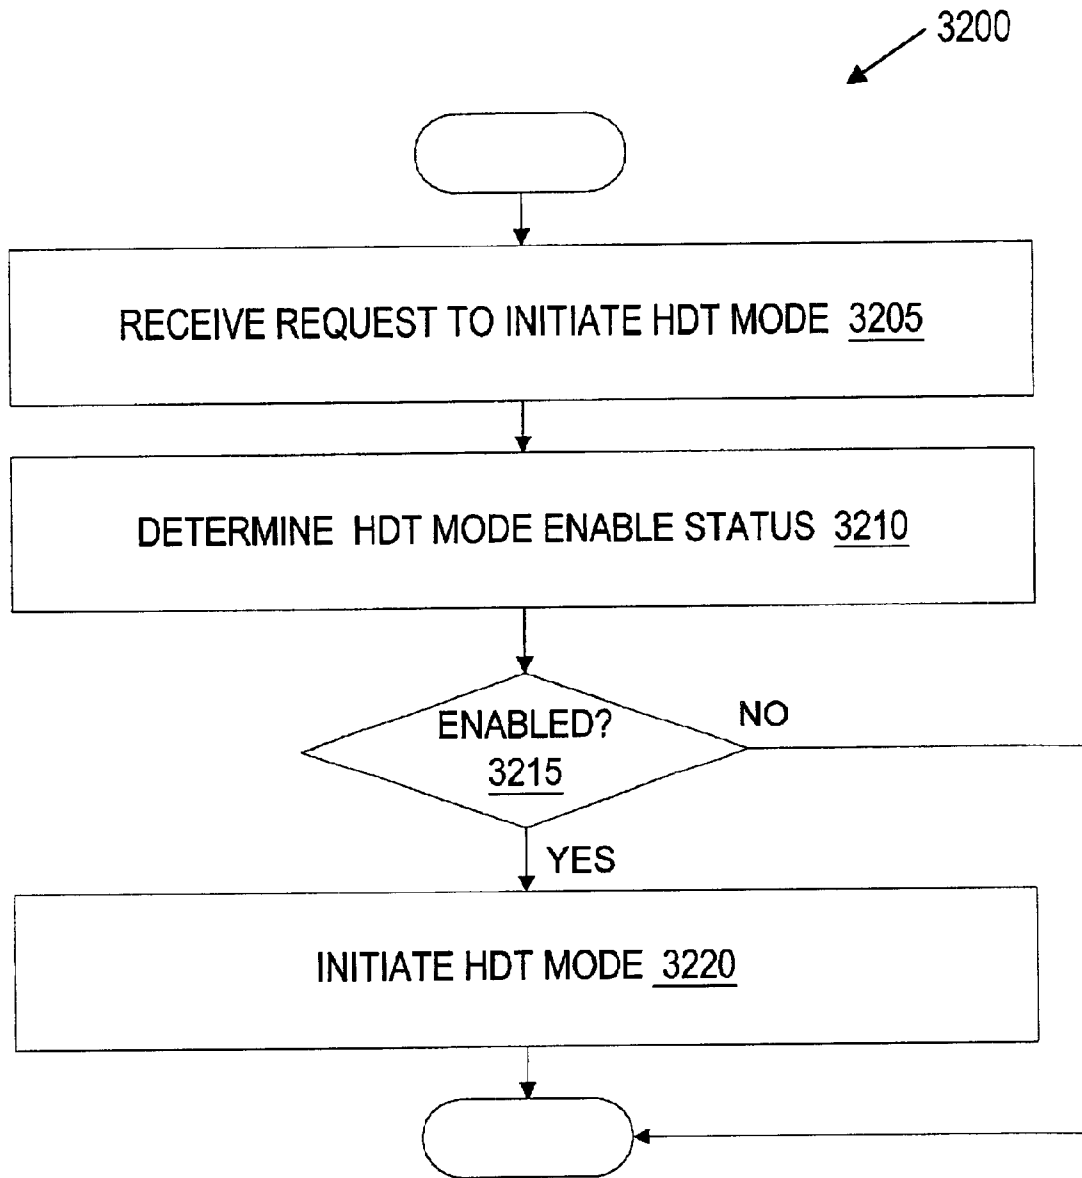 3200
RECEIVE REQUEST TO INITIATE HDT MODE 3205
DETERMINE HDT MODE ENABLE STATUS 3210
ENABLED?
3215
NO
YES
INITIATE HDT MODE 3220